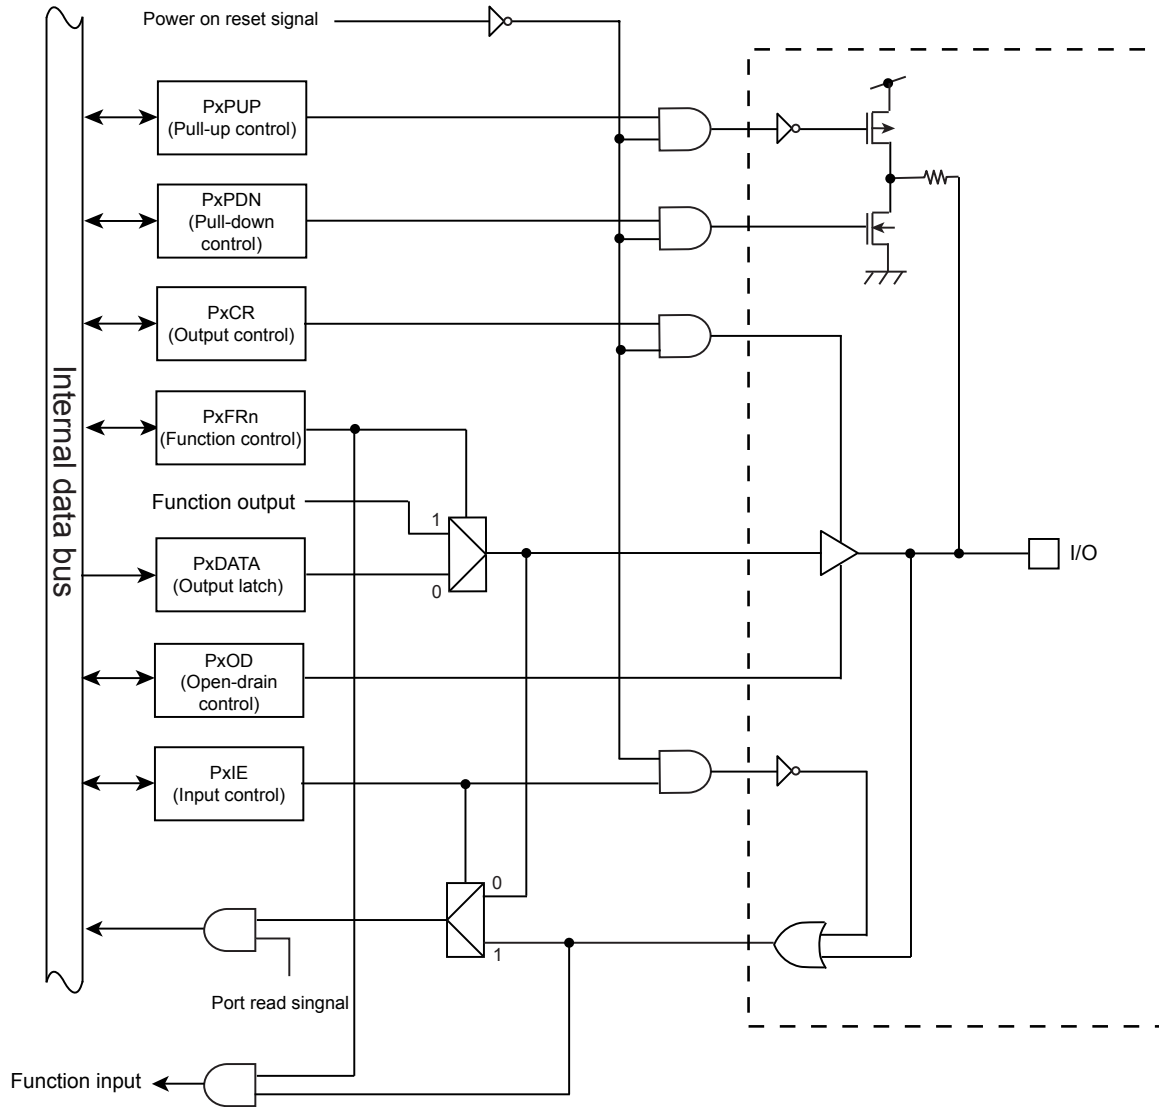 Power on reset signal
PxPUP
(Pull-up control)
PxPDN
(Pull-down
control)
PxCR
(Output control)
Internal data bus
PxFRn
(Function control)
Function output
1
PxDATA
(Output latch)
0
I/O
PxOD
(Open-drain
control)
PxIE
(Input control)
0
1
Port read singnal
Function input